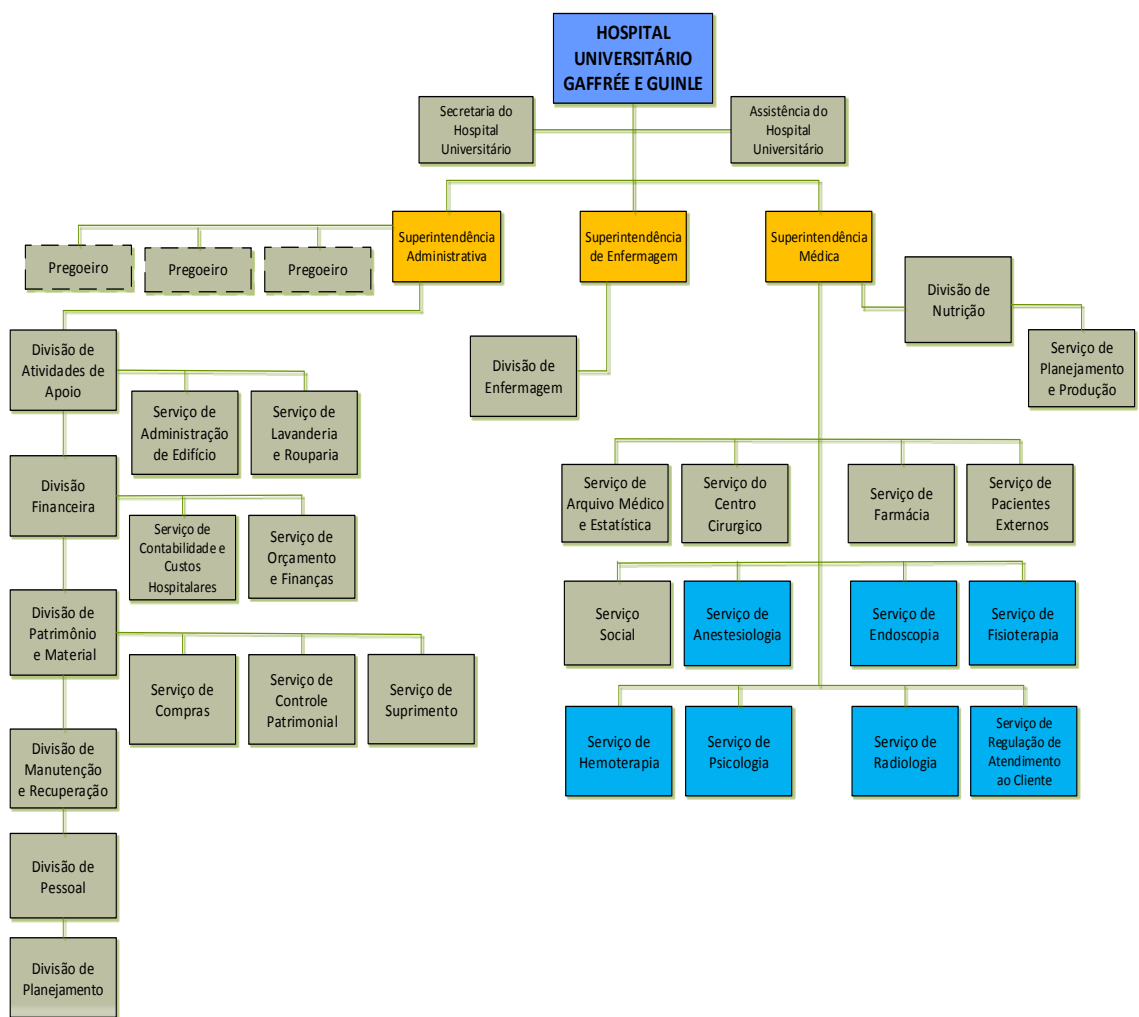 HOSPITAL
UNIVERSITÁRIO
GAFFRÉE E GUINLE
Secretaria do
Hospital
Universitário
Assistência do
Hospital
Universitário
Superintendência
Administrativa
Superintendência
de Enfermagem
Superintendência
Médica
Pregoeiro
Pregoeiro
Pregoeiro
Divisão de
Nutrição
Serviço de
Planejamento
e Produção
Divisão de
Atividades de
Apoio
Divisão de
Enfermagem
Serviço de
Administração
de Edifício
Serviço de
Lavanderia
e Rouparia
Divisão
Financeira
Serviço de
Contabilidade e
Custos
Hospitalares
Serviço de
Orçamento
e Finanças
Serviço de
Arquivo Médico
e Estatística
Serviço do
Centro
Cirurgico
Serviço de
Farmácia
Serviço de
Pacientes
Externos
Divisão de
Patrimônio
e Material
Serviço de
Compras
Serviço de
Controle
Patrimonial
Serviço de
Suprimento
Serviço
Social
Serviço de
Anestesiologia
Serviço de
Endoscopia
Serviço de
Fisioterapia
Divisão de
Manutenção
e Recuperação
Serviço de
Hemoterapia
Serviço de
Psicologia
Serviço de
Radiologia
Serviço de
Regulação de
Atendimento
ao Cliente
Divisão de
Pessoal
Divisão de
Planejamento